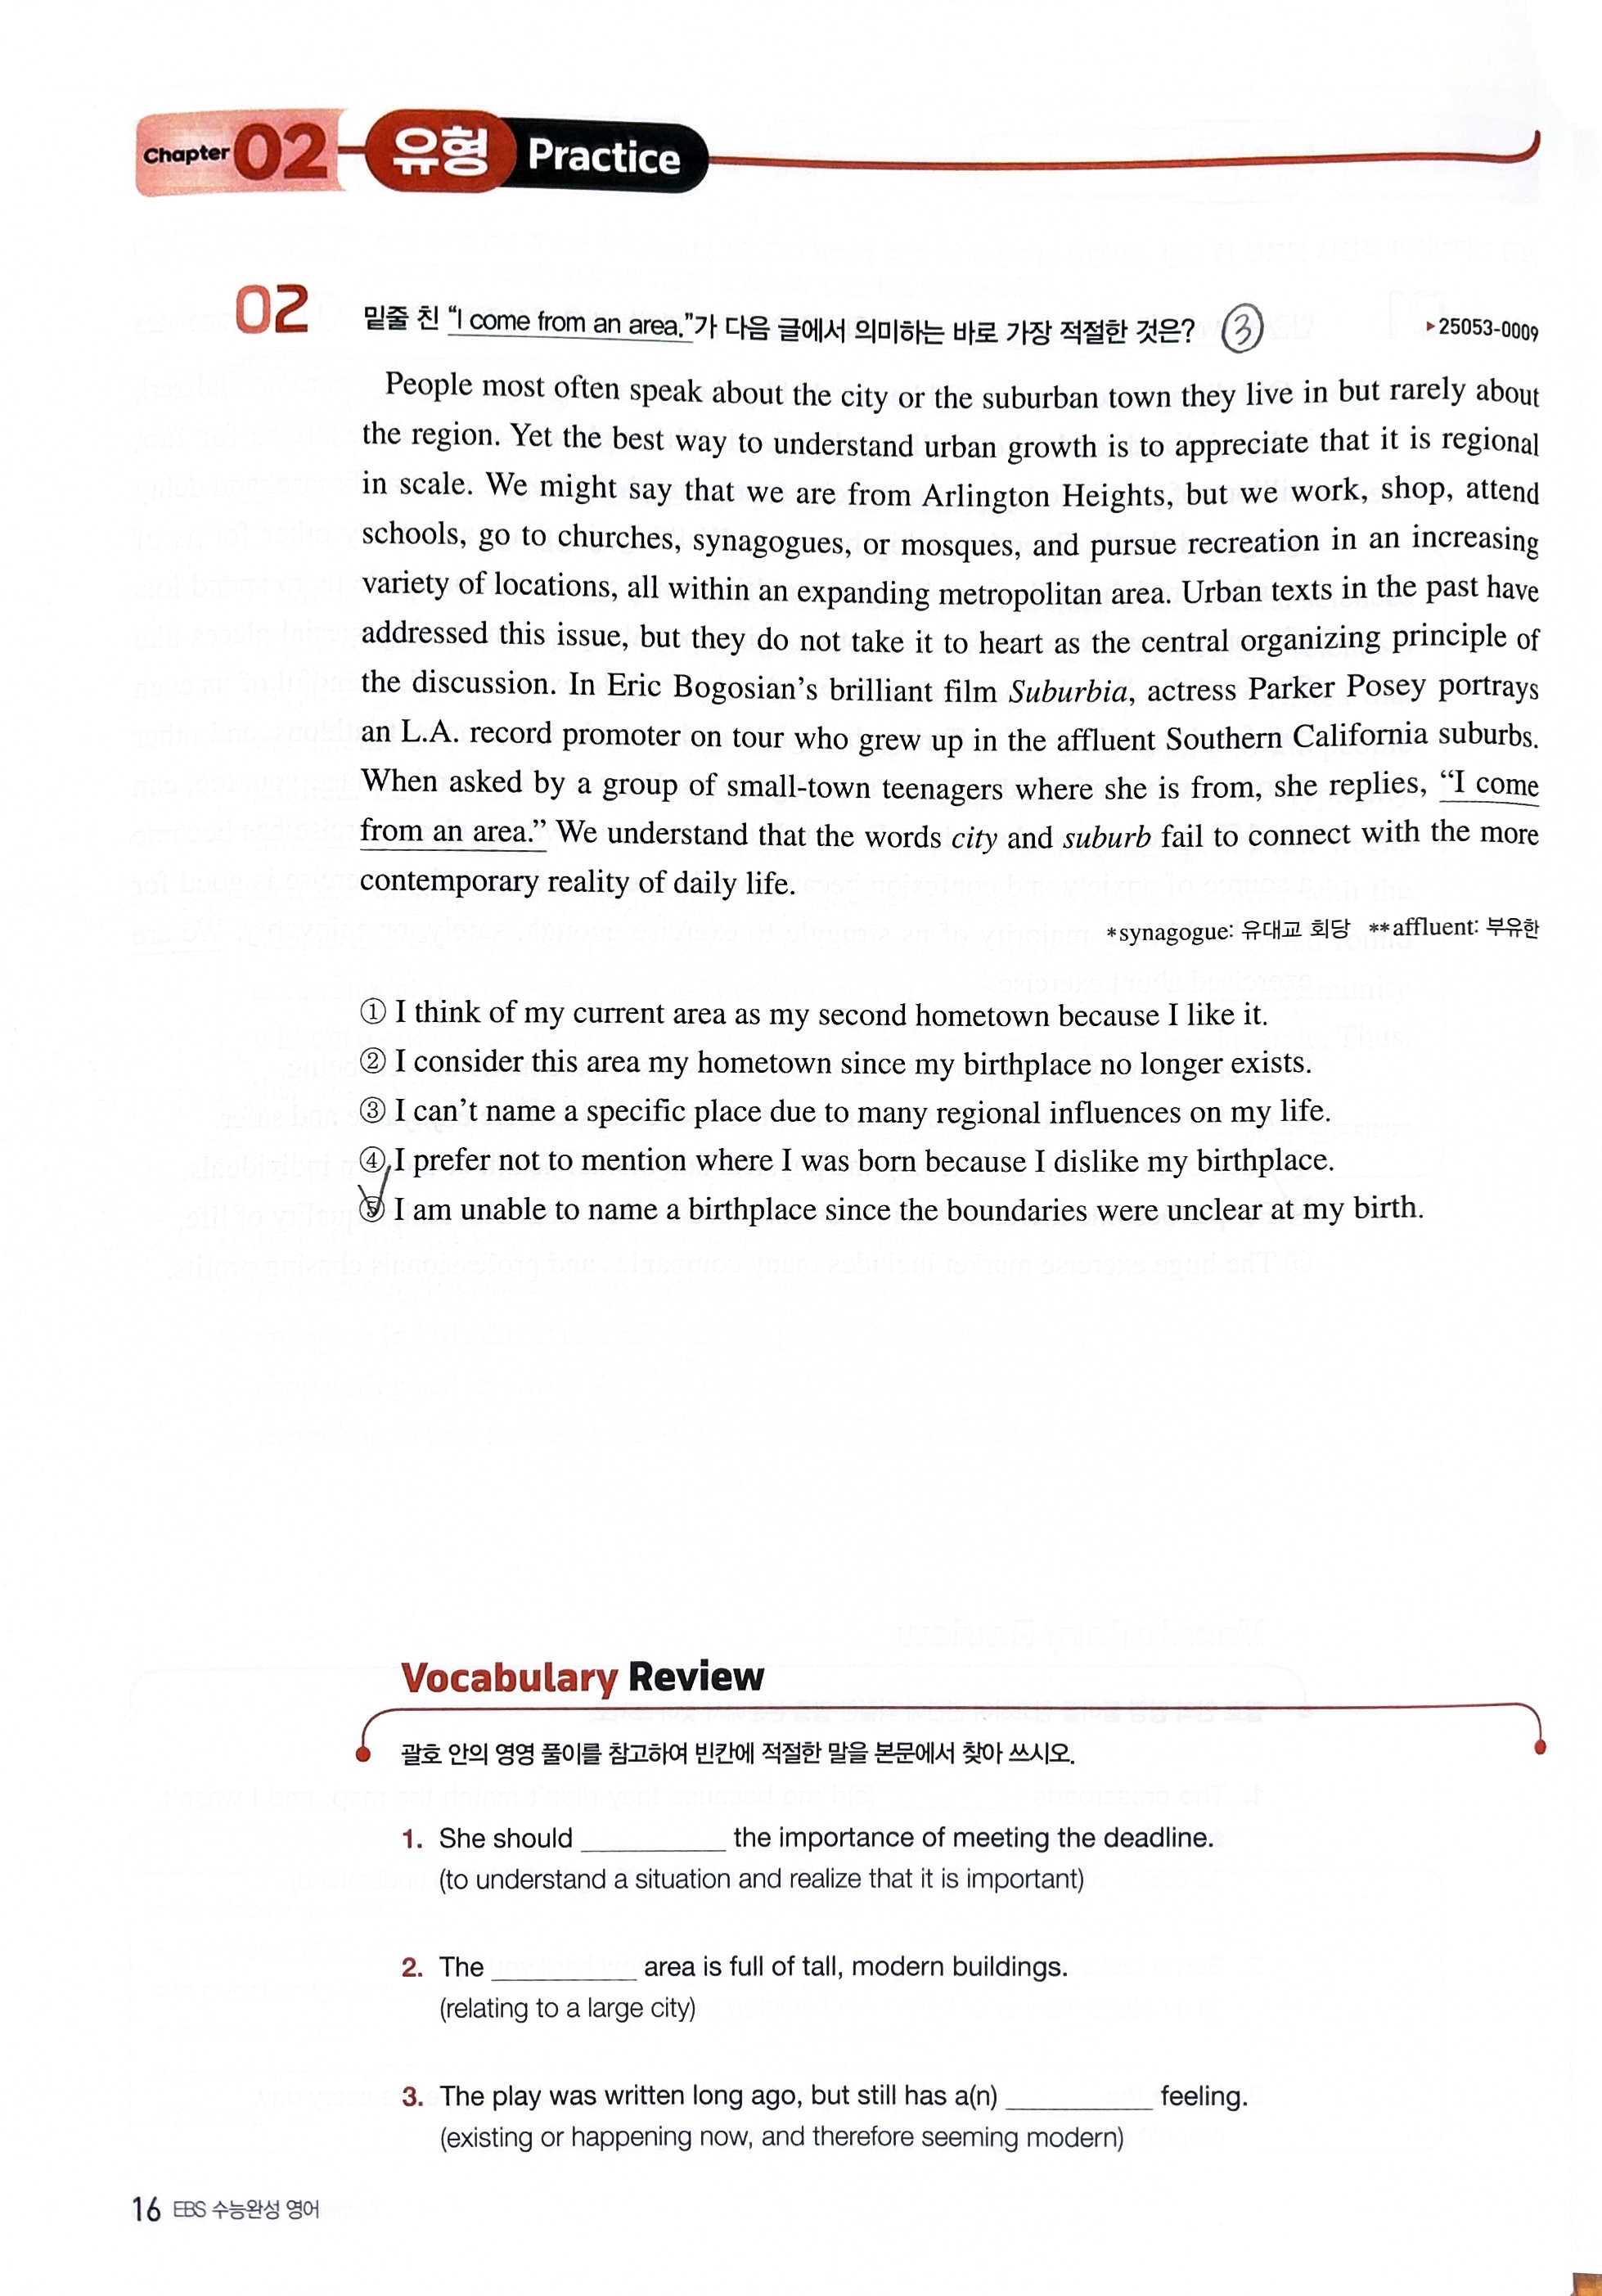 Chapter 02 유형 Practice
02 밑줄 친 “I come from an area.”가 다음 글에서 의미하는 바로 가장 적절한 것은? ③ ▸25053-0009
People most often speak about the city or the suburban town they live in but rarely about
the region. Yet the best way to understand urban growth is to appreciate that it is regional
in scale. We might say that we are from Arlington Heights, but we work, shop, attend
schools, go to churches, synagogues, or mosques, and pursue recreation in an increasing
variety of locations, all within an expanding metropolitan area. Urban texts in the past have
addressed this issue, but they do not take it to heart as the central organizing principle of
the discussion. In Eric Bogosian’s brilliant film Suburbia, actress Parker Posey portrays
an L.A. record promoter on tour who grew up in the affluent Southern California suburbs.
When asked by a group of small-town teenagers where she is from, she replies, “I come
from an area.” We understand that the words city and suburb fail to connect with the more
contemporary reality of daily life.
*synagogue: 유대교 회당 **affluent: 부유한
① I think of my current area as my second hometown because I like it.
② I consider this area my hometown since my birthplace no longer exists.
③ I can’t name a specific place due to many regional influences on my life.
④ I prefer not to mention where I was born because I dislike my birthplace.
⑤ I am unable to name a birthplace since the boundaries were unclear at my birth.
Vocabulary Review
괄호 안의 영영 풀이를 참고하여 빈칸에 적절한 말을 본문에서 찾아 쓰시오.
1. She should __________ the importance of meeting the deadline.
(to understand a situation and realize that it is important)
2. The __________ area is full of tall, modern buildings.
(relating to a large city)
3. The play was written long ago, but still has a(n) __________ feeling.
(existing or happening now, and therefore seeming modern)
16 EBS 수능완성 영어